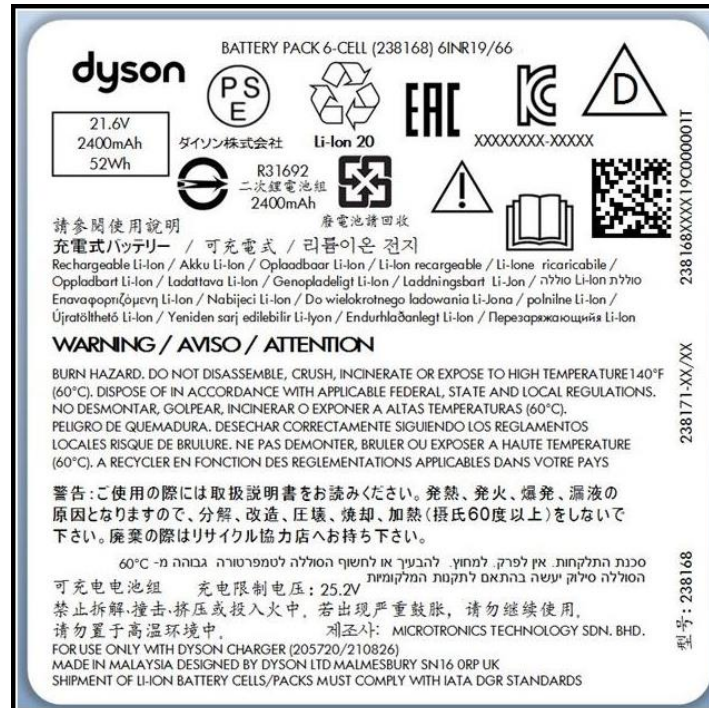 BATTERY PACK 6-CELL (238168) 6INR19/66
dyson
PS
E
EAC
D
21.6V
2400mAh
52Wh
ダイソン株式会社
Li-Ion 20
XXXXXXXX-XXXXX
R31692
二次鋰電池組
2400mAh
廢電池請回收
請參閱使用說明
充電式バッテリー / 可充電式 / 리튬이온 전지
Rechargeable Li-Ion / Akku Li-Ion / Oplaadbaar Li-Ion / Li-Ion recargable / Li-Ione ricaricabile /
Oppladbart Li-Ion / Ladattava Li-Ion / Genopladeligt Li-Ion / Laddningsbart Li-Jon / סוללת Li-Ion סוללה
Επαναφορτιζόμενη Li-Ion / Nabijeci Li-Ion / Do wielokrotnego ladowania Li-Jona / polnilne Li-Ion /
Újratölthető Li-Ion / Yeniden sarj edilebilir Li-Iyon / Endurhlaðanlegt Li-Ion / Перезаряжающийя Li-Ion
WARNING / AVISO / ATTENTION
BURN HAZARD. DO NOT DISASSEMBLE, CRUSH, INCINERATE OR EXPOSE TO HIGH TEMPERATURE140°F
(60°C). DISPOSE OF IN ACCORDANCE WITH APPLICABLE FEDERAL, STATE AND LOCAL REGULATIONS.
NO DESMONTAR, GOLPEAR, INCINERAR O EXPONER A ALTAS TEMPERATURAS (60°C).
PELIGRO DE QUEMADURA. DESECHAR CORRECTAMENTE SIGUIENDO LOS REGLAMENTOS
LOCALES RISQUE DE BRULURE. NE PAS DEMONTER, BRULER OU EXPOSER A HAUTE TEMPERATURE
(60°C). A RECYCLER EN FONCTION DES REGLEMENTATIONS APPLICABLES DANS VOTRE PAYS
警告:ご使用の際には取扱説明書をお読みください。発熱、発火、爆発、漏液の
原因となりますので、分解、改造、圧壊、焼却、加熱(摂氏60度以上)をしないで
下さい。廃棄の際はリサイクル協力店へお持ち下さい。
סכנת התלקחות. אין לפרק, למחוץ, להבעיר או לחשוף הסוללה לטמפרטורה גבוהה מ- 60°C
הסוללה סילוק יעשה בהתאם לתקנות המלקומיות
可充电电池组 充电限制电压: 25.2V
禁止拆解.撞击.挤压或投入火中, 若出现严重鼓胀, 请勿继续使用,
请勿置于高温环境中, 제조사: MICROTRONICS TECHNOLOGY SDN. BHD.
FOR USE ONLY WITH DYSON CHARGER (205720/210826)
MADE IN MALAYSIA DESIGNED BY DYSON LTD MALMESBURY SN16 0RP UK
SHIPMENT OF LI-ION BATTERY CELLS/PACKS MUST COMPLY WITH IATA DGR STANDARDS
238168XXXX19C0000001T
238171-XX/XX
型号: 238168